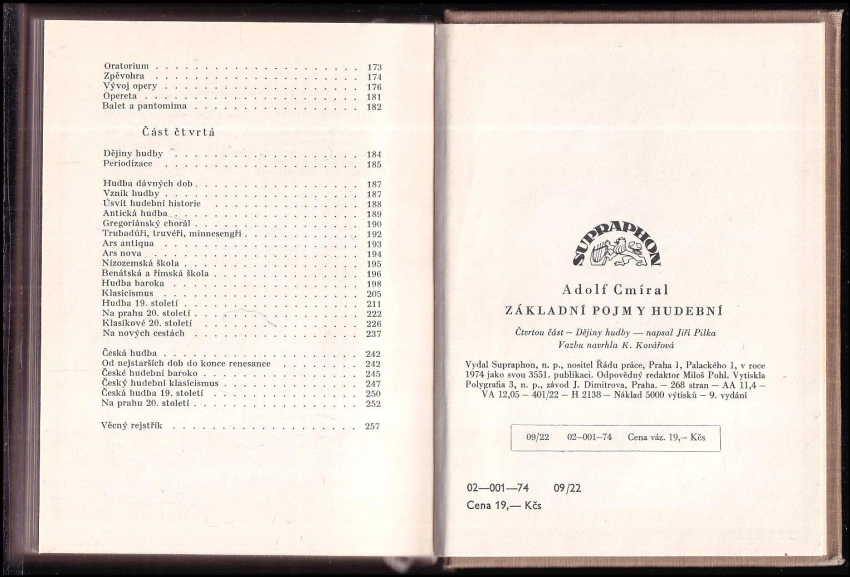 Oratorium . . . . . . . . . . . . . . . . . . . . 173
Zpěvohra . . . . . . . . . . . . . . . . . . . . 174
Vývoj opery . . . . . . . . . . . . . . . . . . . . 176
Opereta . . . . . . . . . . . . . . . . . . . . 181
Balet a pantomima . . . . . . . . . . . . . . . . . 182
Část čtvrtá
Dějiny hudby . . . . . . . . . . . . . . . . . . . 184
Periodizace . . . . . . . . . . . . . . . . . . . 185
Hudba dávných dob . . . . . . . . . . . . . . . . . 187
Vznik hudby . . . . . . . . . . . . . . . . . . . . 187
Úsvit hudební historie . . . . . . . . . . . . . . . . 188
Antická hudba . . . . . . . . . . . . . . . . . . . 189
Gregoriánský chorál . . . . . . . . . . . . . . . . . 190
Trubadúři, truvéři, minnesengři . . . . . . . . . . . . 192
Ars antiqua . . . . . . . . . . . . . . . . . . . . 193
Ars nova . . . . . . . . . . . . . . . . . . . . 194
Nizozemská škola . . . . . . . . . . . . . . . . . . 195
Benátská a římská škola . . . . . . . . . . . . . . . 196
Hudba baroka . . . . . . . . . . . . . . . . . . . 198
Klasicismus . . . . . . . . . . . . . . . . . . . . 205
Hudba 19. století . . . . . . . . . . . . . . . . . . 211
Na prahu 20. století . . . . . . . . . . . . . . . . . 222
Klasikové 20. století . . . . . . . . . . . . . . . . . 226
Na nových cestách . . . . . . . . . . . . . . . . . . 237
Česká hudba . . . . . . . . . . . . . . . . . . . . 242
Od nejstarších dob do konce renesance . . . . . . . . . 242
České hudební baroko . . . . . . . . . . . . . . . . 245
Český hudební klasicismus . . . . . . . . . . . . . . 247
Česká hudba 19. století . . . . . . . . . . . . . . . 250
Na prahu 20. století . . . . . . . . . . . . . . . . . 252
Věcný rejstřík . . . . . . . . . . . . . . . . . . . 257
SUPRAPHON
Adolf Cmíral
ZÁKLADNÍ POJMY HUDEBNÍ
Čtvrtou část – Dějiny hudby — napsal Jiří Pilka
Vazbu navrhla K. Kovářová
Vydal Supraphon, n. p., nositel Řádu práce, Praha 1, Palackého 1, v roce
1974 jako svou 3551. publikaci. Odpovědný redaktor Miloš Pohl. Vytiskla
Polygrafia 3, n. p., závod J. Dimitrova, Praha. – 268 stran – AA 11,4 –
VA 12,05 – 401/22 – H 2138 – Náklad 5000 výtisků – 9. vydání
09/22 02–001–74 Cena váz. 19,– Kčs
02—001—74 09/22
Cena 19,— Kčs